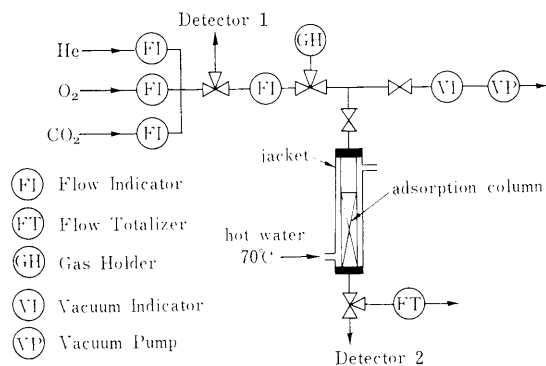 Detector 1
He FI
GH
O₂ FI FI VI VP
CO₂ FI
jacket
adsorption column
FI Flow Indicator
FT Flow Totalizer
GH Gas Holder
VI Vacuum Indicator
VP Vacuum Pump
hot water
70℃
FT
Detector 2